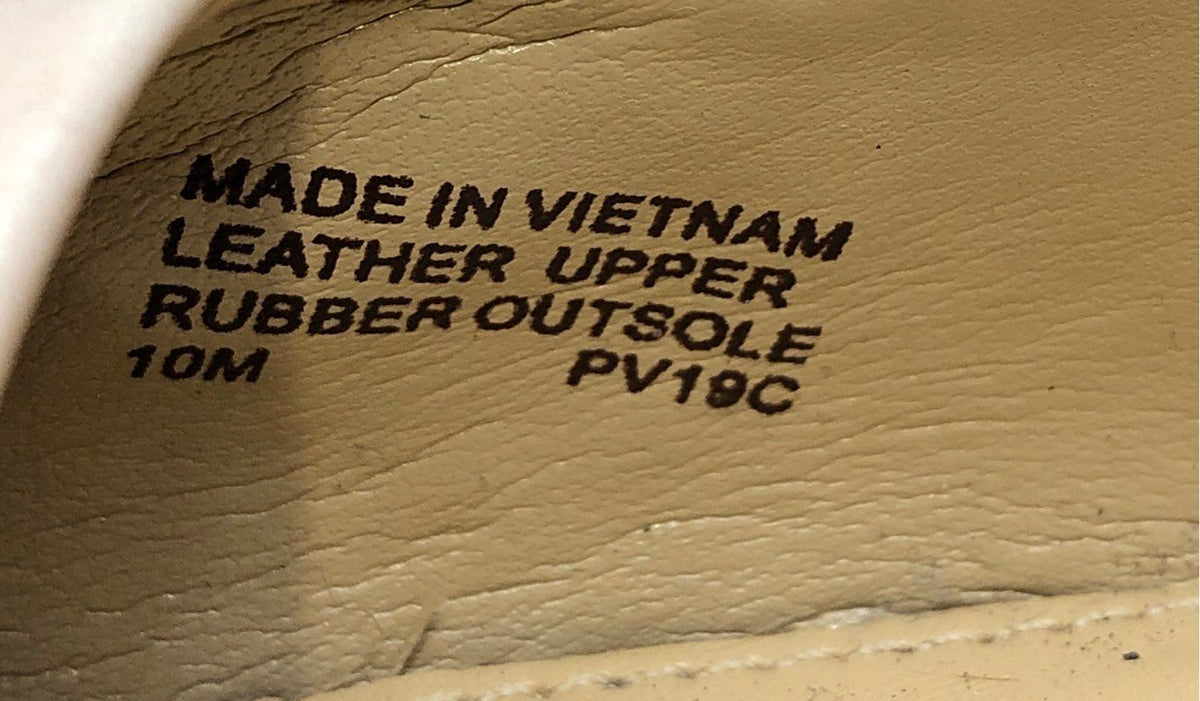 MADE IN VIETNAM
LEATHER UPPER
RUBBER OUTSOLE
10M PV19C